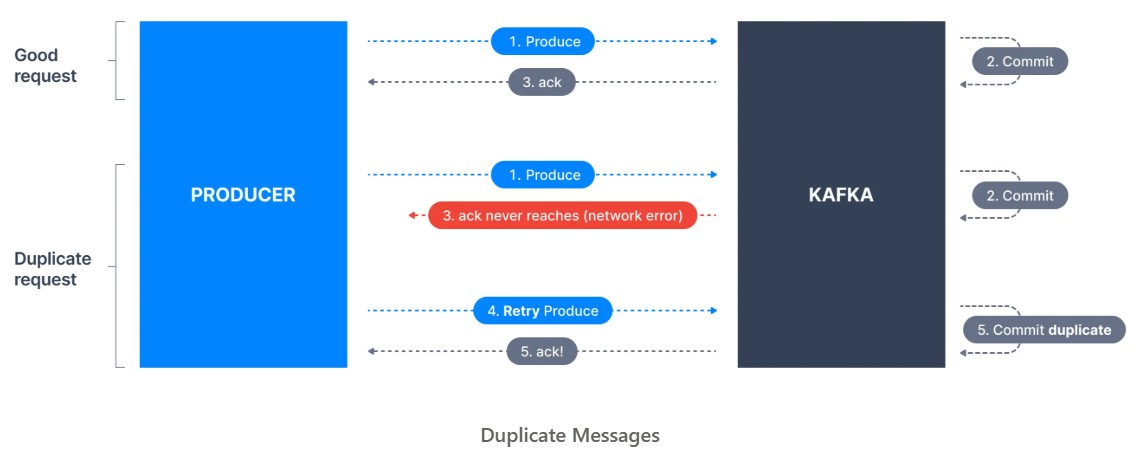 Good
request
PRODUCER
KAFKA
1. Produce
2. Commit
3. ack
Duplicate
request
1. Produce
2. Commit
3. ack never reaches (network error)
4. Retry Produce
5. Commit duplicate
5. ack!
Duplicate Messages